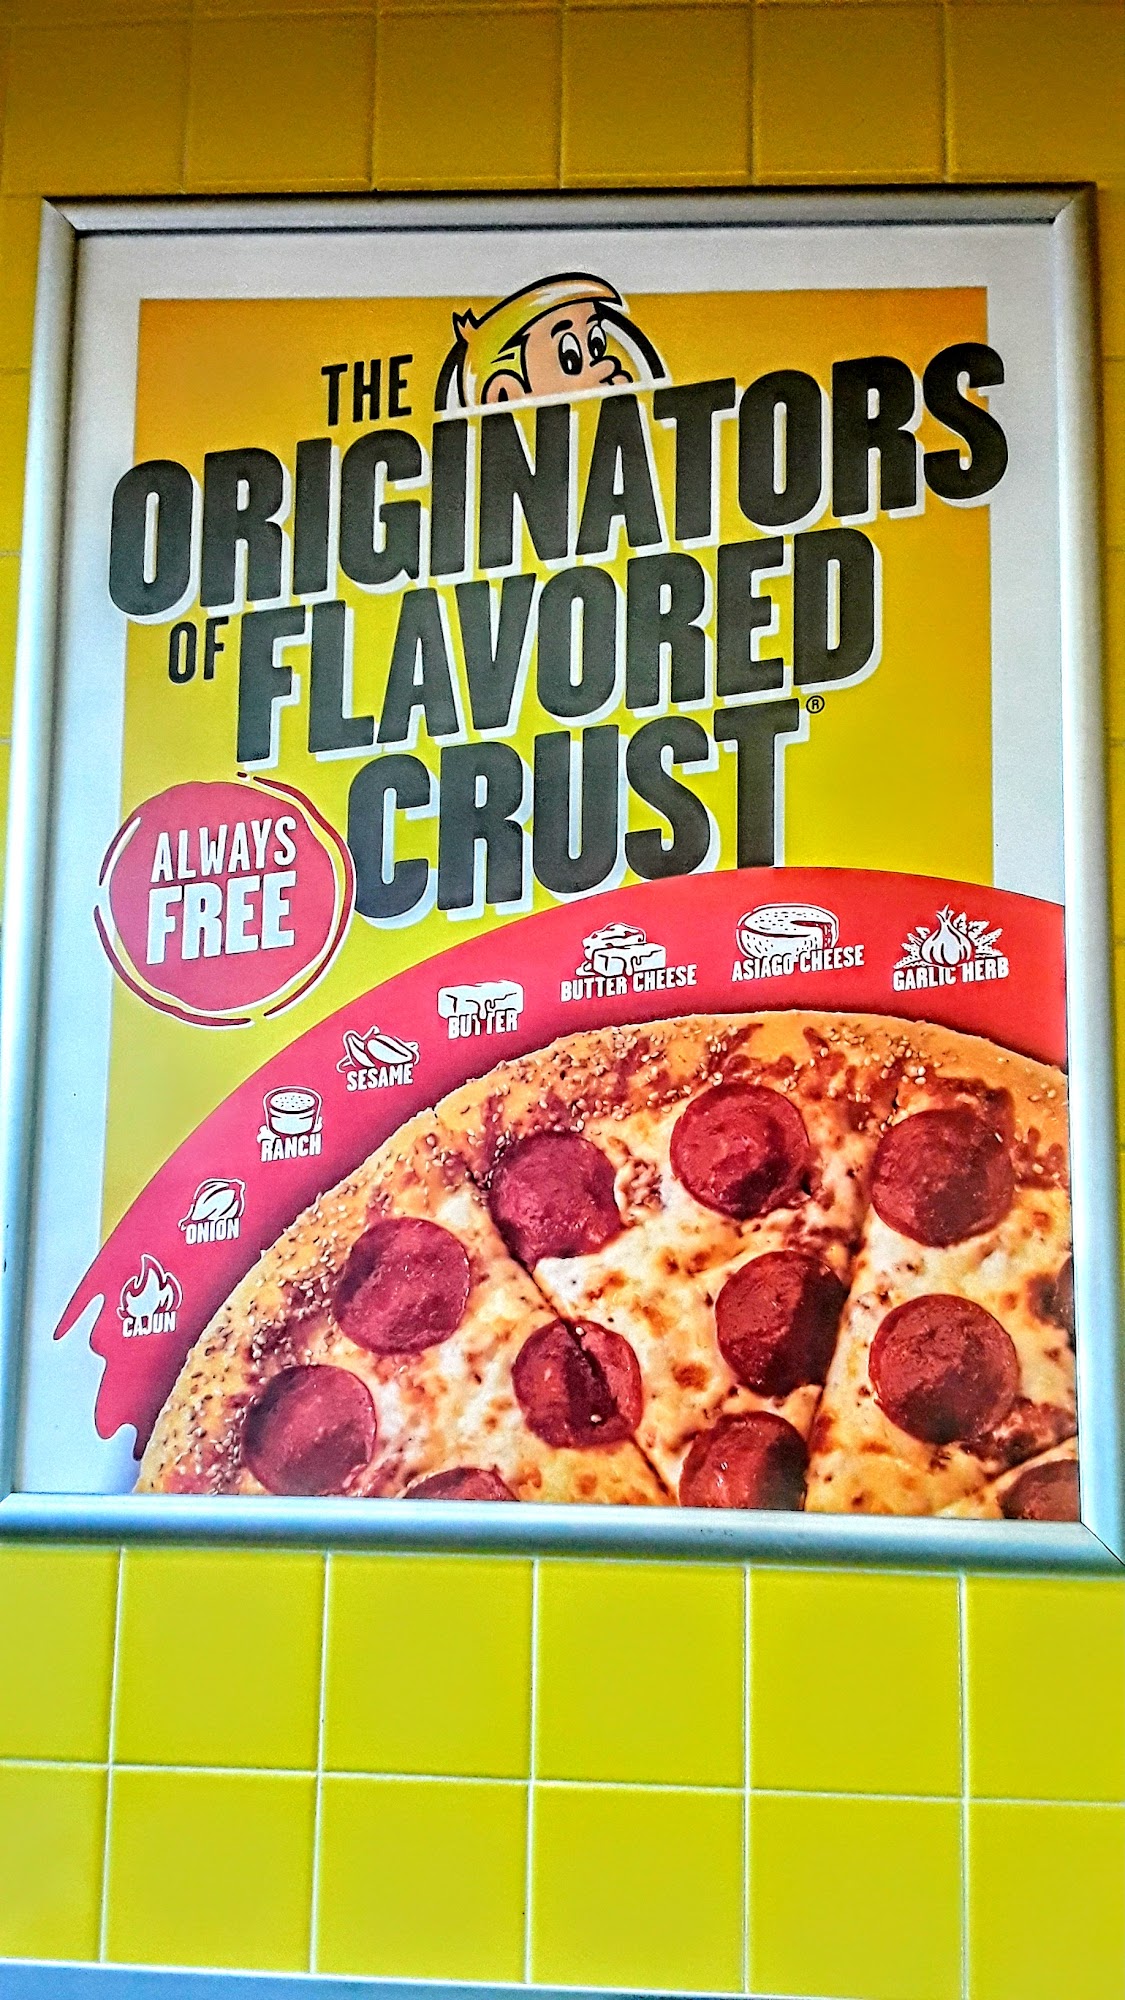 THE
ORIGINATORS
OF FLAVORED
CRUST®
ALWAYS
FREE
CAJUN
ONION
RANCH
SESAME
BUTTER
BUTTER CHEESE
ASIAGO CHEESE
GARLIC HERB